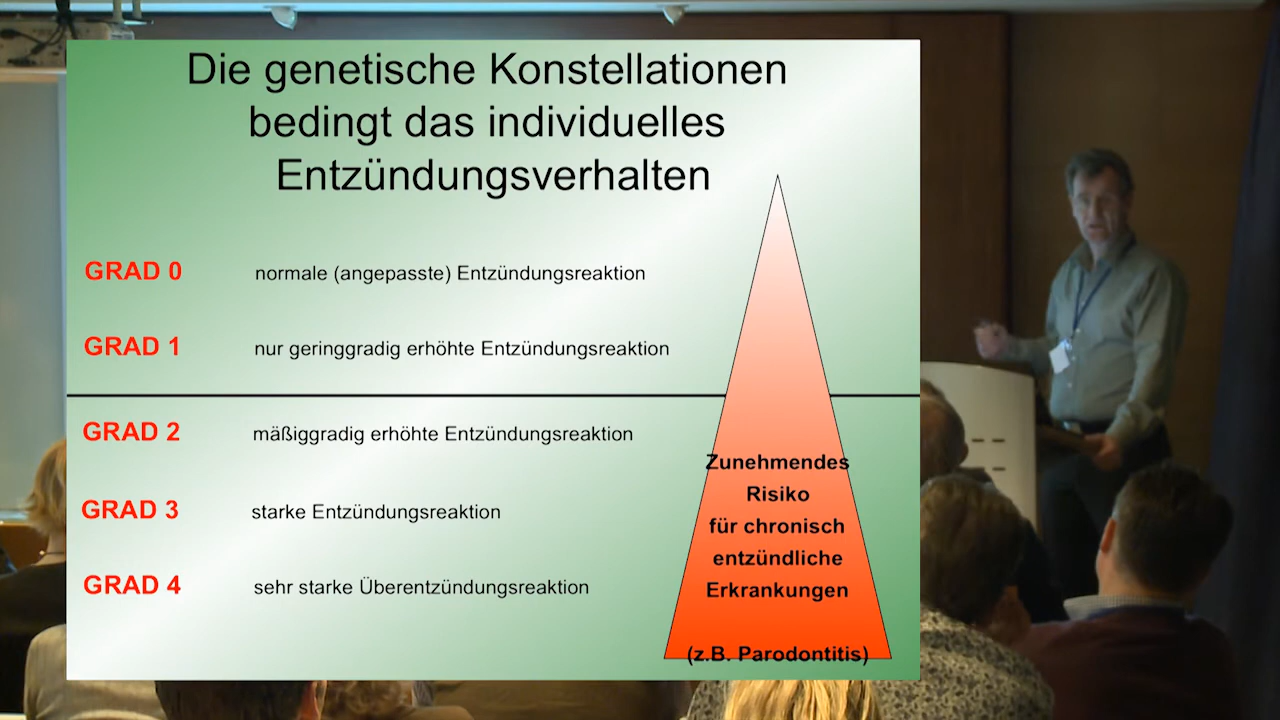 Die genetische Konstellationen
bedingt das individuelles
Entzündungsverhalten
GRAD 0 normale (angepasste) Entzündungsreaktion
GRAD 1 nur geringgradig erhöhte Entzündungsreaktion
GRAD 2 mäßiggradig erhöhte Entzündungsreaktion
GRAD 3 starke Entzündungsreaktion
GRAD 4 sehr starke Überentzündungsreaktion
Zunehmendes
Risiko
für chronisch
entzündliche
Erkrankungen
(z.B. Parodontitis)